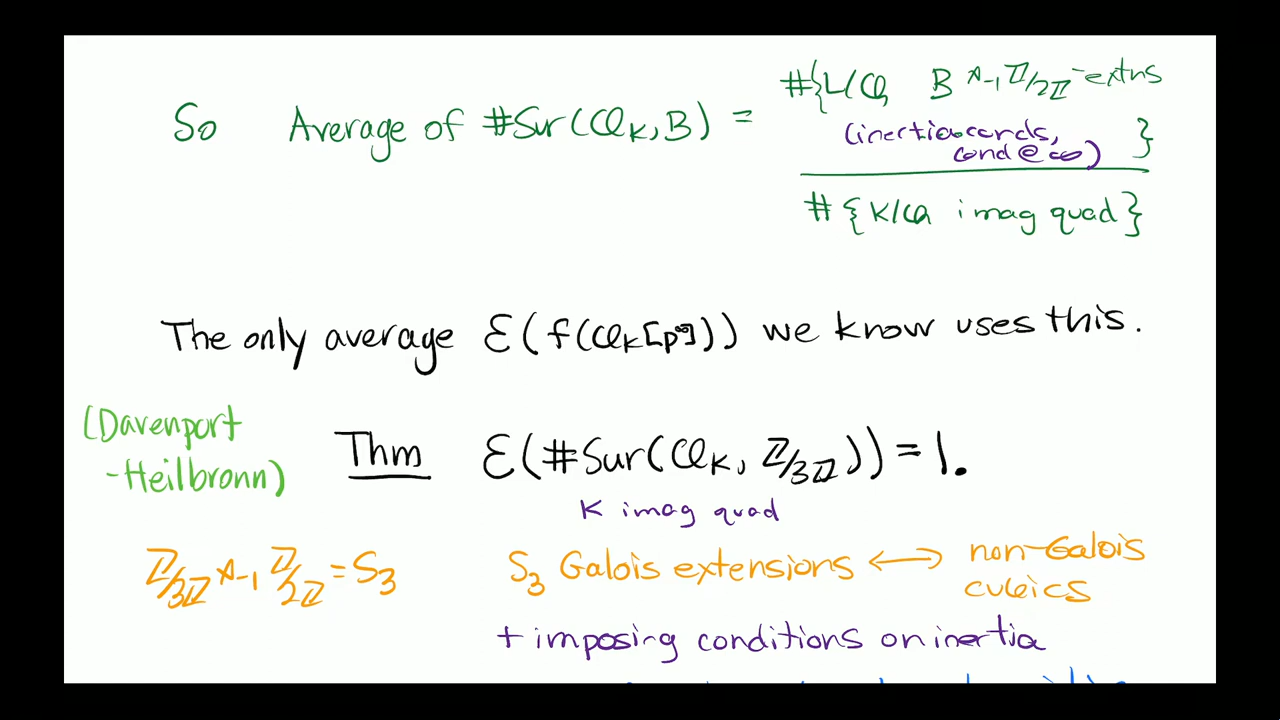 So Average of #Sur(Cl_K, B) = #{L/Q B ⋊_{-1} Z/2Z -extns
(inertia conds,
cond @ ∞) }
#{K/Q imag quad}
The only average E(f(Cl_K[p^∞])) we know uses this.
(Davenport
-Heilbronn)
Thm E(#Sur(Cl_K, Z/3Z)) = 1.
K imag quad
Z/3Z ⋊_{-1} Z/2Z = S_3
S_3 Galois extensions ⟷ non-Galois
cubics
+ imposing conditions on inertia